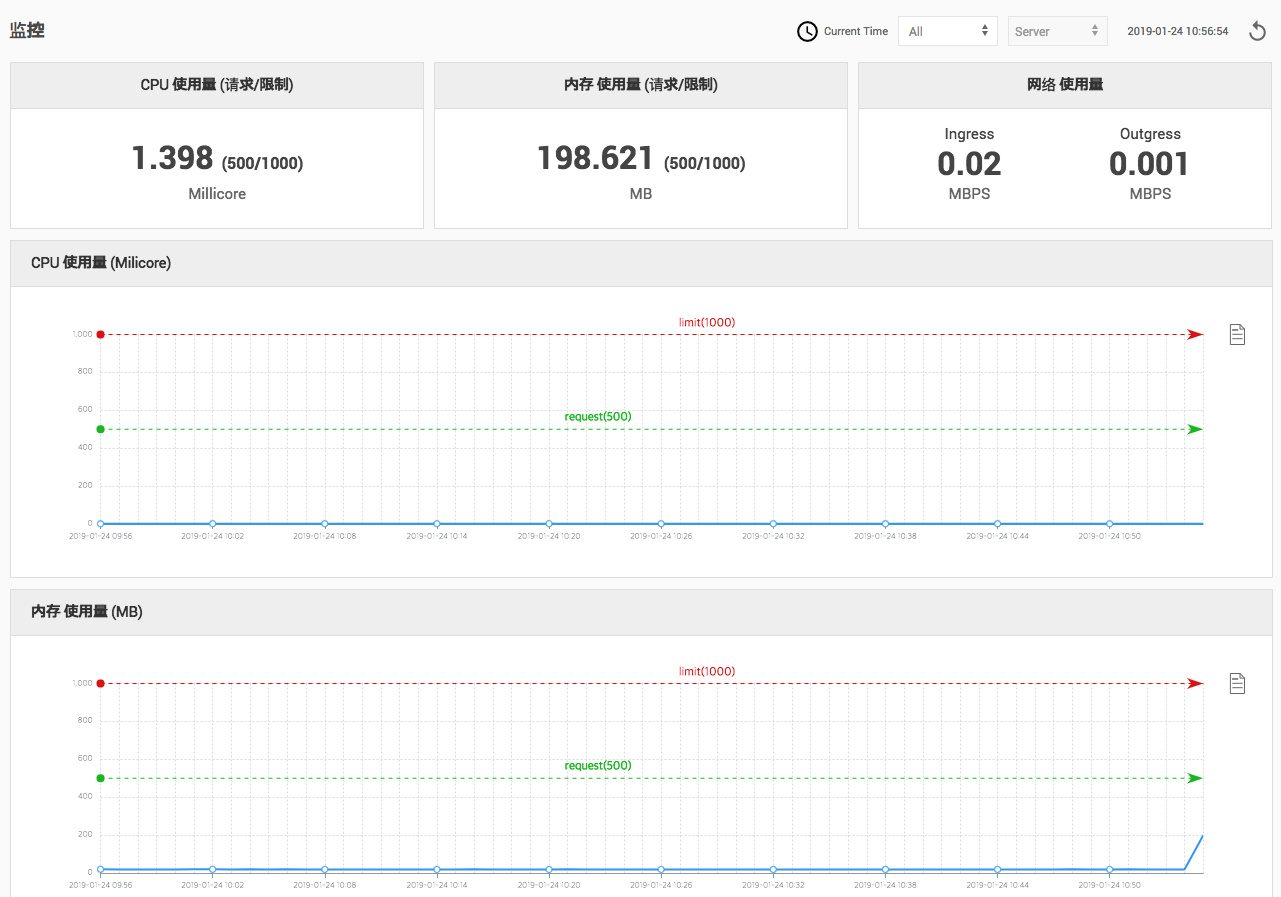 监控
Current Time All Server 2019-01-24 10:56:54
CPU 使用量 (请求/限制)
1.398 (500/1000)
Millicore
内存 使用量 (请求/限制)
198.621 (500/1000)
MB
网络 使用量
Ingress Outgress
0.02 0.001
MBPS MBPS
CPU 使用量 (Milicore)
limit(1000)
1,000
800
600
request(500)
400
200
0
2019-01-24 09:56 2019-01-24 10:02 2019-01-24 10:08 2019-01-24 10:14 2019-01-24 10:20 2019-01-24 10:26 2019-01-24 10:32 2019-01-24 10:38 2019-01-24 10:44 2019-01-24 10:50
内存 使用量 (MB)
limit(1000)
1,000
800
600
request(500)
400
200
0
2019-01-24 09:56 2019-01-24 10:02 2019-01-24 10:08 2019-01-24 10:14 2019-01-24 10:20 2019-01-24 10:26 2019-01-24 10:32 2019-01-24 10:38 2019-01-24 10:44 2019-01-24 10:50